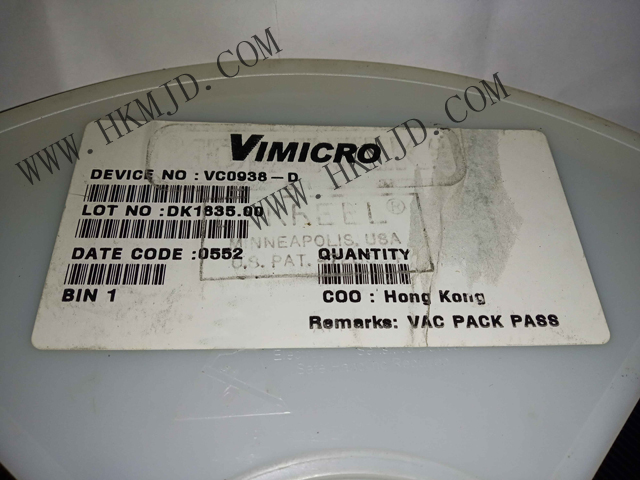 WWW.HKMJD.COM
WWW.HKMJD.COM
VIMICRO
DEVICE NO : VC0938-D
LOT NO : DK1835.00
REEL®
MINNEAPOLIS, USA
U.S. PAT.
DATE CODE : 0552 QUANTITY
BIN 1 COO : Hong Kong
Remarks: VAC PACK PASS